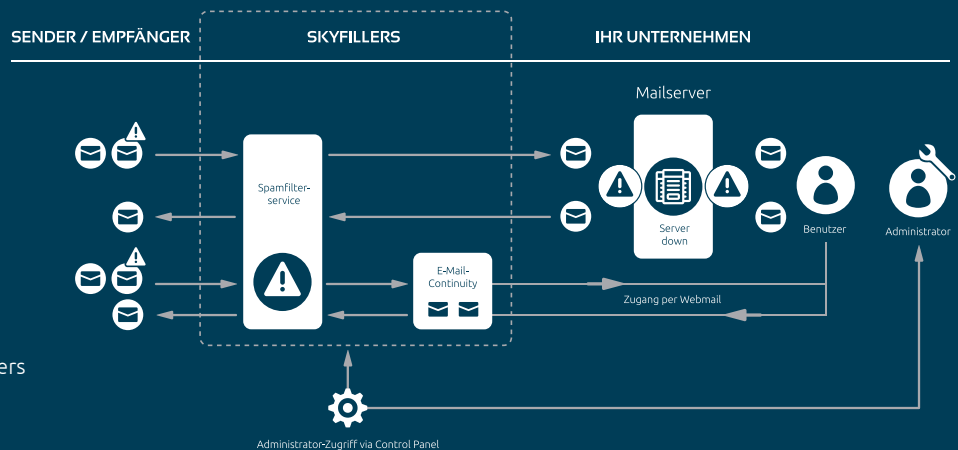 SENDER / EMPFÄNGER
SKYFILLERS
IHR UNTERNEHMEN
Mailserver
Spamfilter-
service
Server
down
Benutzer
Administrator
E-Mail-
Continuity
Zugang per Webmail
ers
Administrator-Zugriff via Control Panel